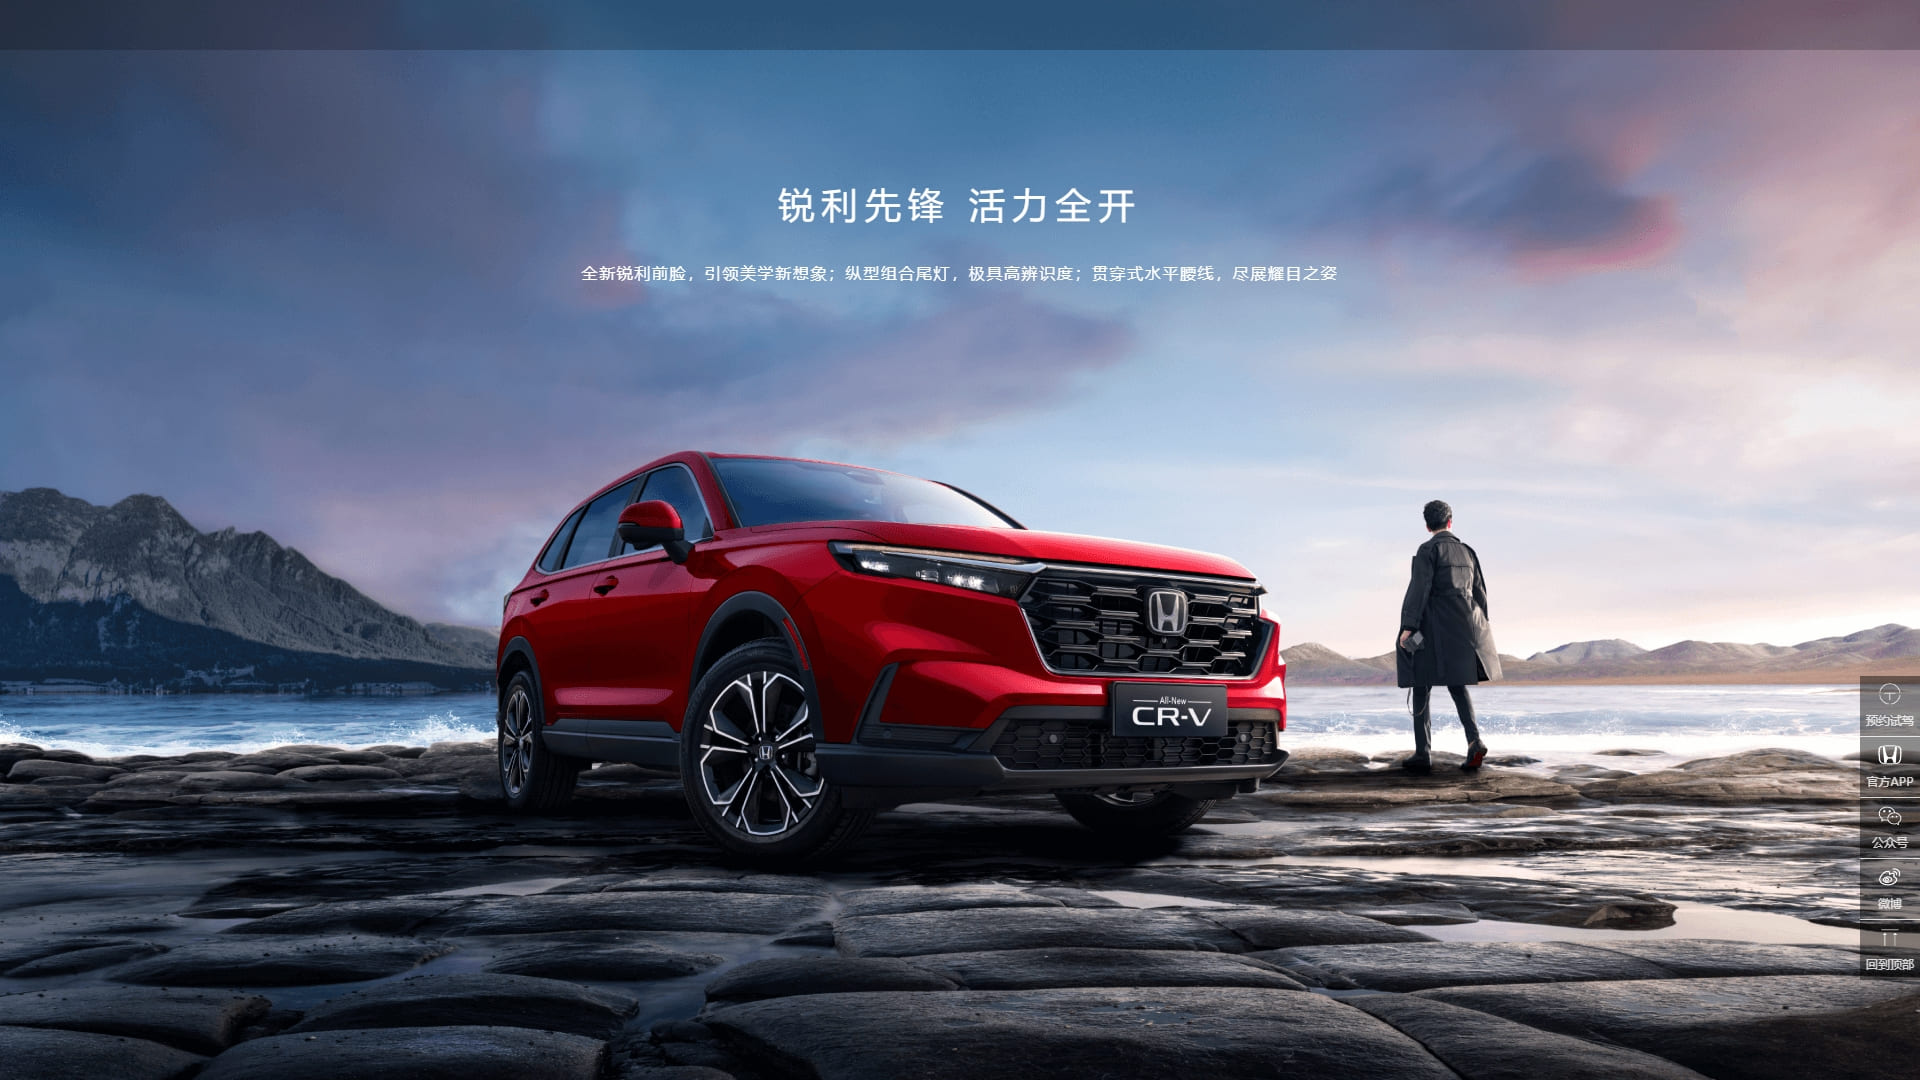 锐利先锋 活力全开
全新锐利前脸，引领美学新想象；纵型组合尾灯，极具高辨识度；贯穿式水平腰线，尽展耀目之姿
All-New
CR-V
预约试驾
官方APP
公众号
微博
回到顶部